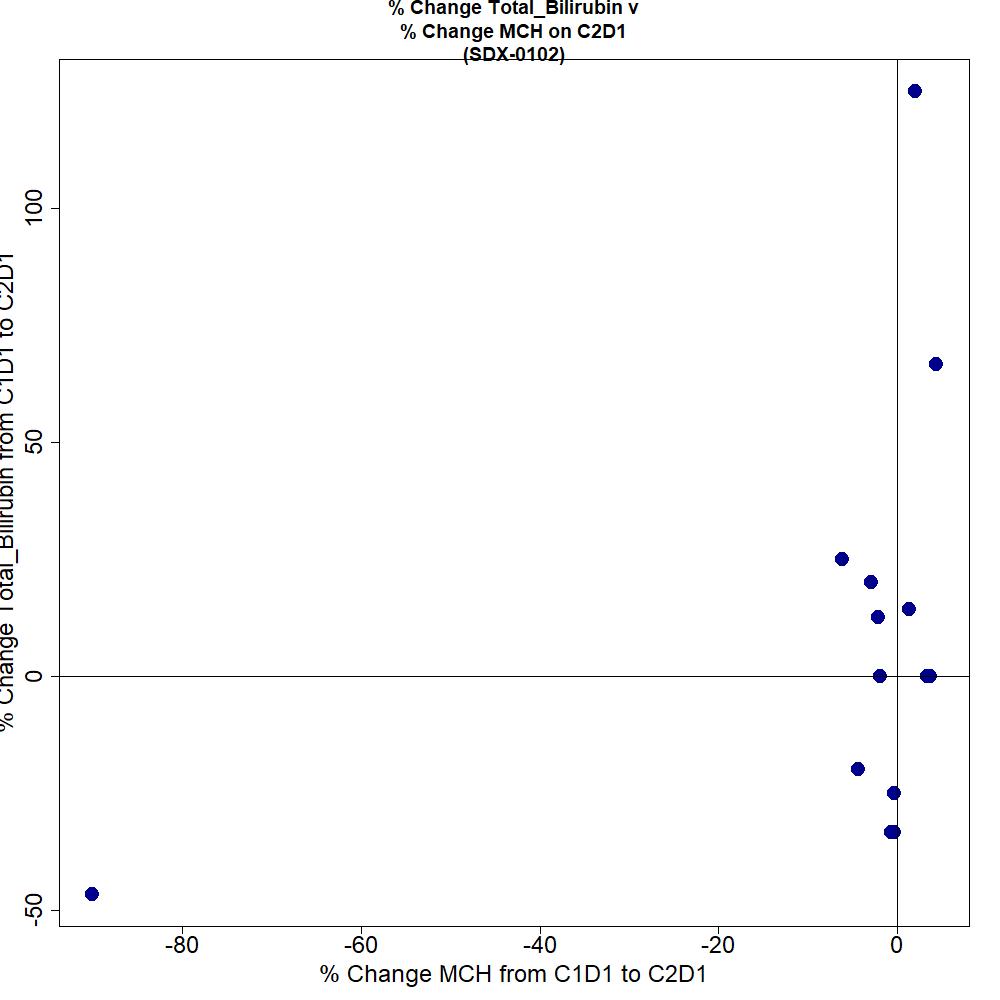 % Change Total_Bilirubin v
% Change MCH on C2D1
(SDX-0102)
% Change Total_Bilirubin from C1D1 to C2D1
100
50
0
-50
-80
-60
-40
-20
0
% Change MCH from C1D1 to C2D1